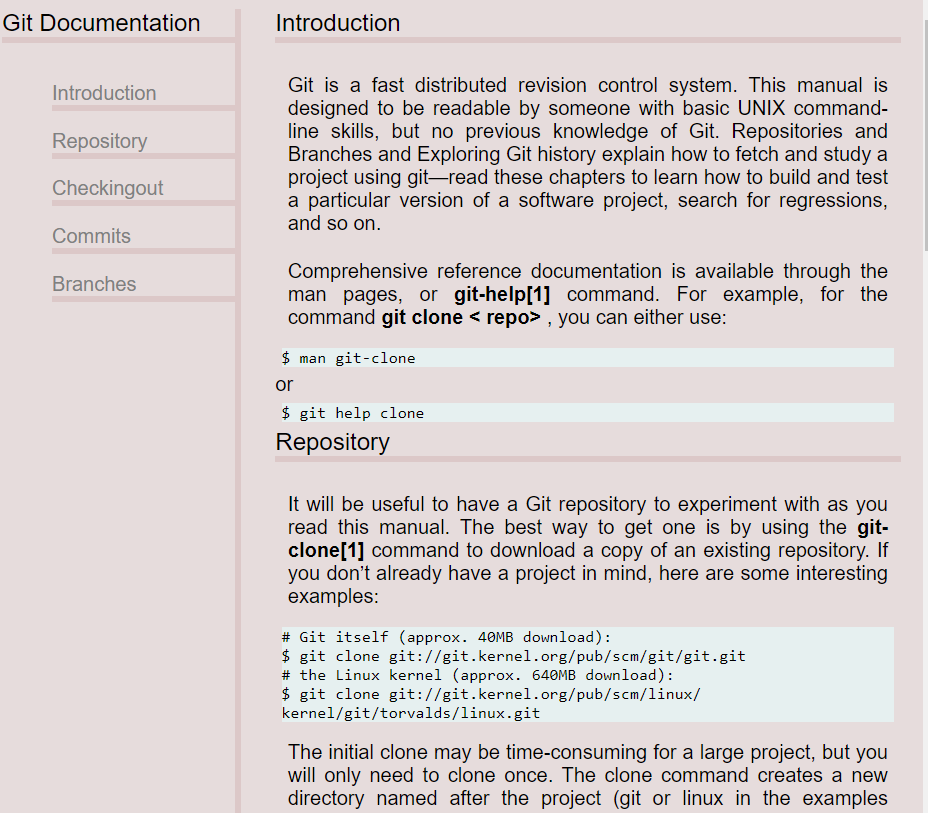 Git Documentation
Introduction
Repository
Checkingout
Commits
Branches
Introduction
Git is a fast distributed revision control system. This manual is
designed to be readable by someone with basic UNIX command-
line skills, but no previous knowledge of Git. Repositories and
Branches and Exploring Git history explain how to fetch and study a
project using git—read these chapters to learn how to build and test
a particular version of a software project, search for regressions,
and so on.
Comprehensive reference documentation is available through the
man pages, or git-help[1] command. For example, for the
command git clone < repo> , you can either use:
$ man git-clone
or
$ git help clone
Repository
It will be useful to have a Git repository to experiment with as you
read this manual. The best way to get one is by using the git-
clone[1] command to download a copy of an existing repository. If
you don’t already have a project in mind, here are some interesting
examples:
# Git itself (approx. 40MB download):
$ git clone git://git.kernel.org/pub/scm/git/git.git
# the Linux kernel (approx. 640MB download):
$ git clone git://git.kernel.org/pub/scm/linux/
kernel/git/torvalds/linux.git
The initial clone may be time-consuming for a large project, but you
will only need to clone once. The clone command creates a new
directory named after the project (git or linux in the examples